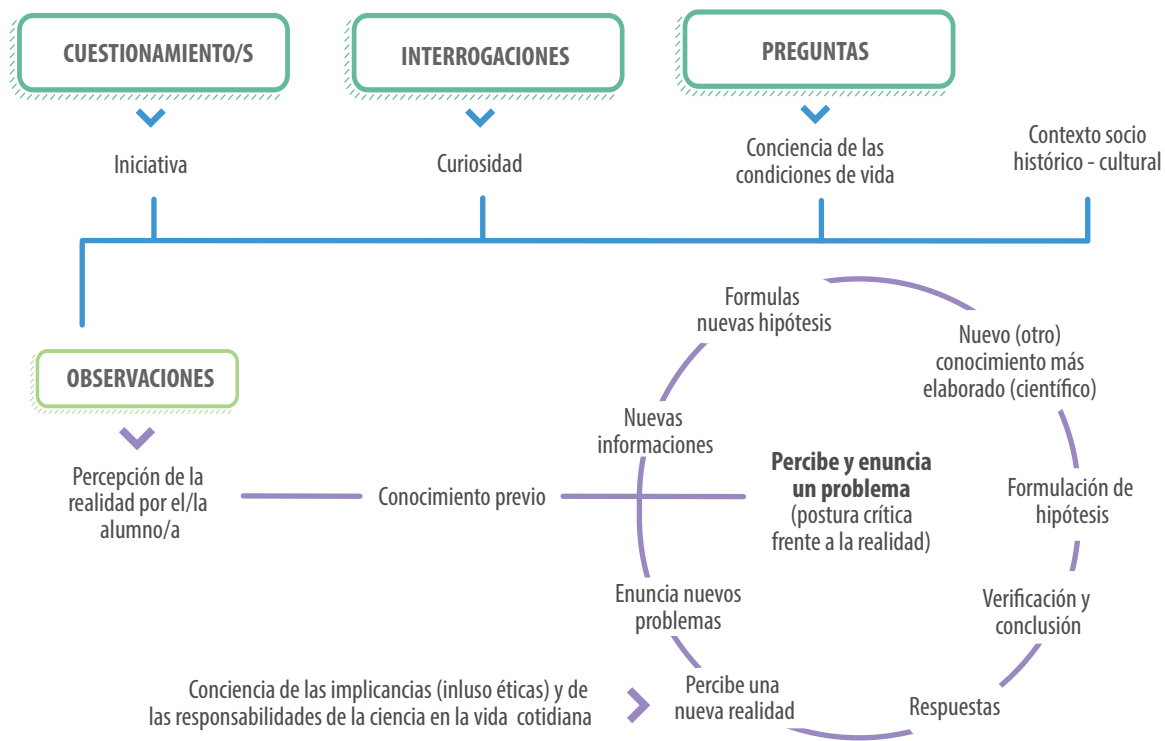 CUESTIONAMIENTO/S
INTERROGACIONES
PREGUNTAS
Iniciativa
Curiosidad
Conciencia de las
condiciones de vida
Contexto socio
histórico - cultural
OBSERVACIONES
Percepción de la
realidad por el/la
alumno/a
Conocimiento previo
Percibe y enuncia
un problema
(postura crítica
frente a la realidad)
Formulas
nuevas hipótesis
Nuevo (otro)
conocimiento más
elaborado (científico)
Formulación de
hipótesis
Verificación y
conclusión
Respuestas
Percibe una
nueva realidad
Enuncia nuevos
problemas
Nuevas
informaciones
Conciencia de las implicancias (inluso éticas) y de
las responsabilidades de la ciencia en la vida cotidiana